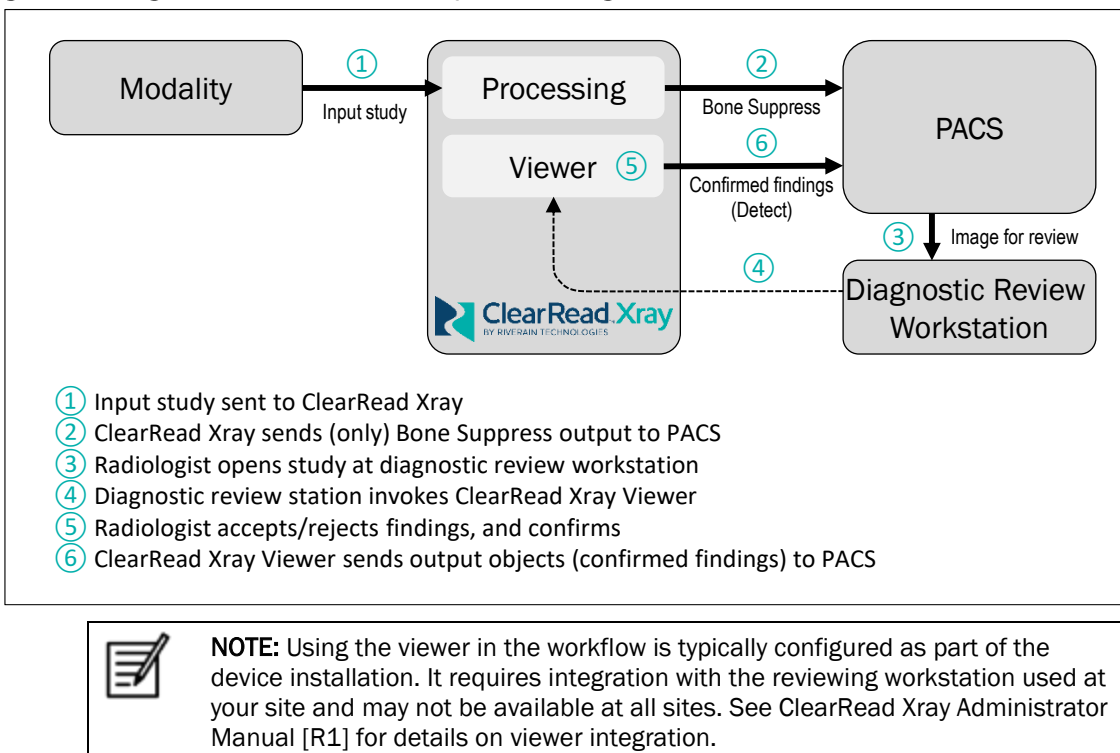 Modality
①
Input study
Processing
Viewer ⑤
ClearRead Xray
BY RIVERAIN TECHNOLOGIES
②
Bone Suppress
⑥
Confirmed findings
(Detect)
PACS
③ Image for review
④
Diagnostic Review
Workstation
① Input study sent to ClearRead Xray
② ClearRead Xray sends (only) Bone Suppress output to PACS
③ Radiologist opens study at diagnostic review workstation
④ Diagnostic review station invokes ClearRead Xray Viewer
⑤ Radiologist accepts/rejects findings, and confirms
⑥ ClearRead Xray Viewer sends output objects (confirmed findings) to PACS
NOTE: Using the viewer in the workflow is typically configured as part of the
device installation. It requires integration with the reviewing workstation used at
your site and may not be available at all sites. See ClearRead Xray Administrator
Manual [R1] for details on viewer integration.